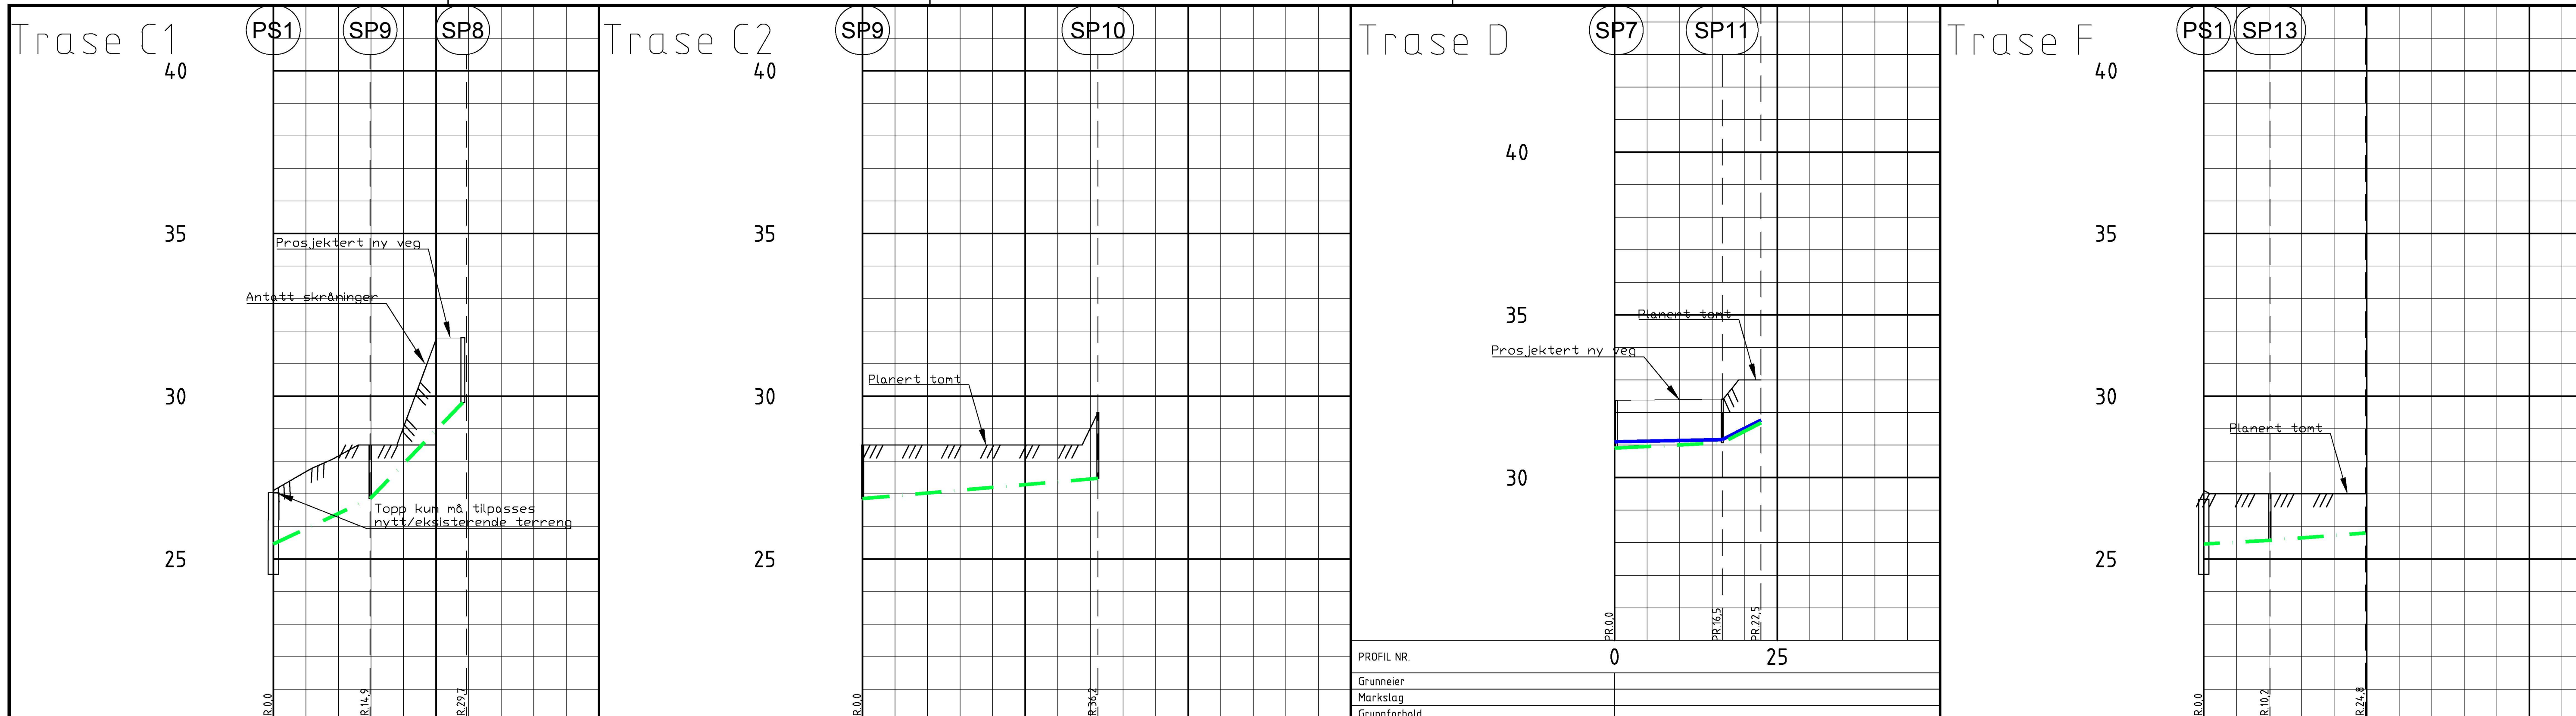 Trase C1
PS1
SP9
SP8
40
35
Prosjektert ny veg
Antatt skråninger
30
Topp kum må tilpasses
nytt/eksisterende terreng
25
R.0,0
R.14,9
R.29,7
Trase C2
SP9
SP10
40
35
30
Planert tomt
25
R.0,0
R.36,2
Trase D
SP7
SP11
40
35
Planert tomt
Prosjektert ny veg
30
PR.0,0
PR.16,5
PR.22,5
PROFIL NR.
0
25
Grunneier
Markslag
Grunnforhold
Trase F
PS1
SP13
40
35
30
Planert tomt
25
R.0,0
R.10,2
R.24,8